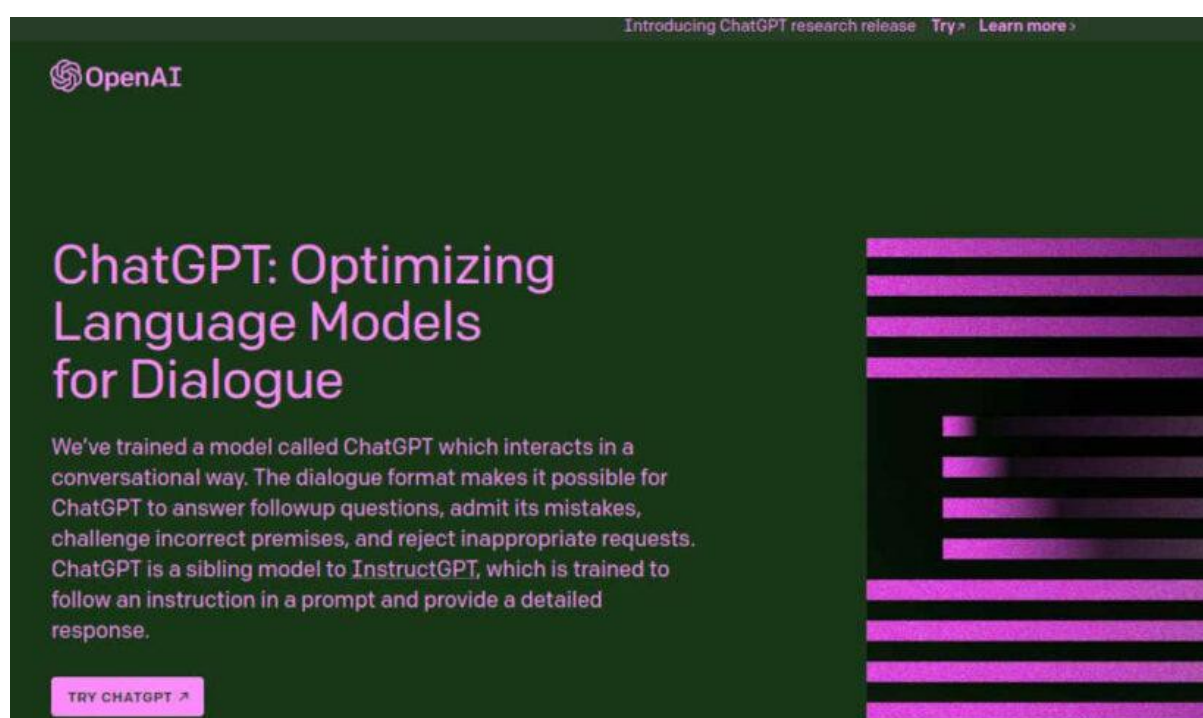 Introducing ChatGPT research release Try↗ Learn more ›
OpenAI
ChatGPT: Optimizing
Language Models
for Dialogue
We’ve trained a model called ChatGPT which interacts in a
conversational way. The dialogue format makes it possible for
ChatGPT to answer followup questions, admit its mistakes,
challenge incorrect premises, and reject inappropriate requests.
ChatGPT is a sibling model to InstructGPT, which is trained to
follow an instruction in a prompt and provide a detailed
response.
TRY CHATGPT ↗